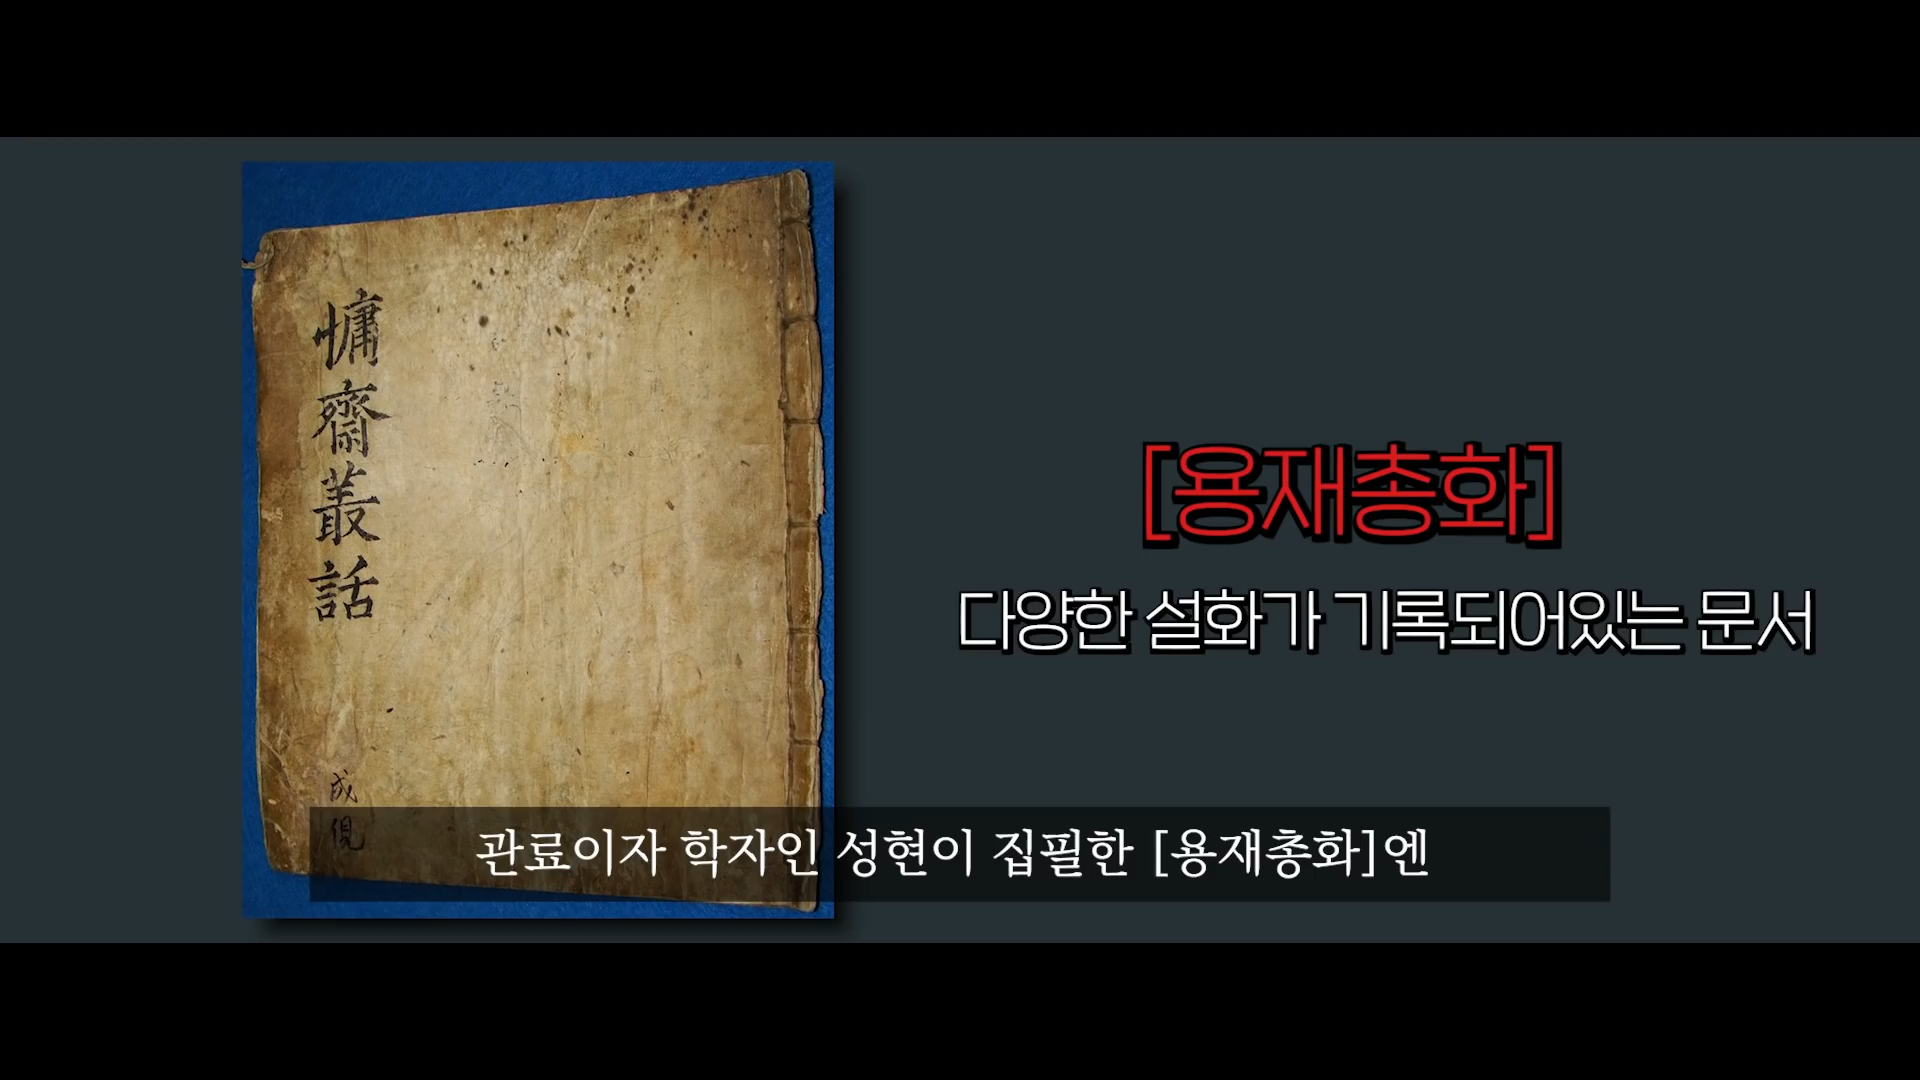 慵齋叢話
成俔
[용재총화]
다양한 설화가 기록되어있는 문서
관료이자 학자인 성현이 집필한 [용재총화]엔